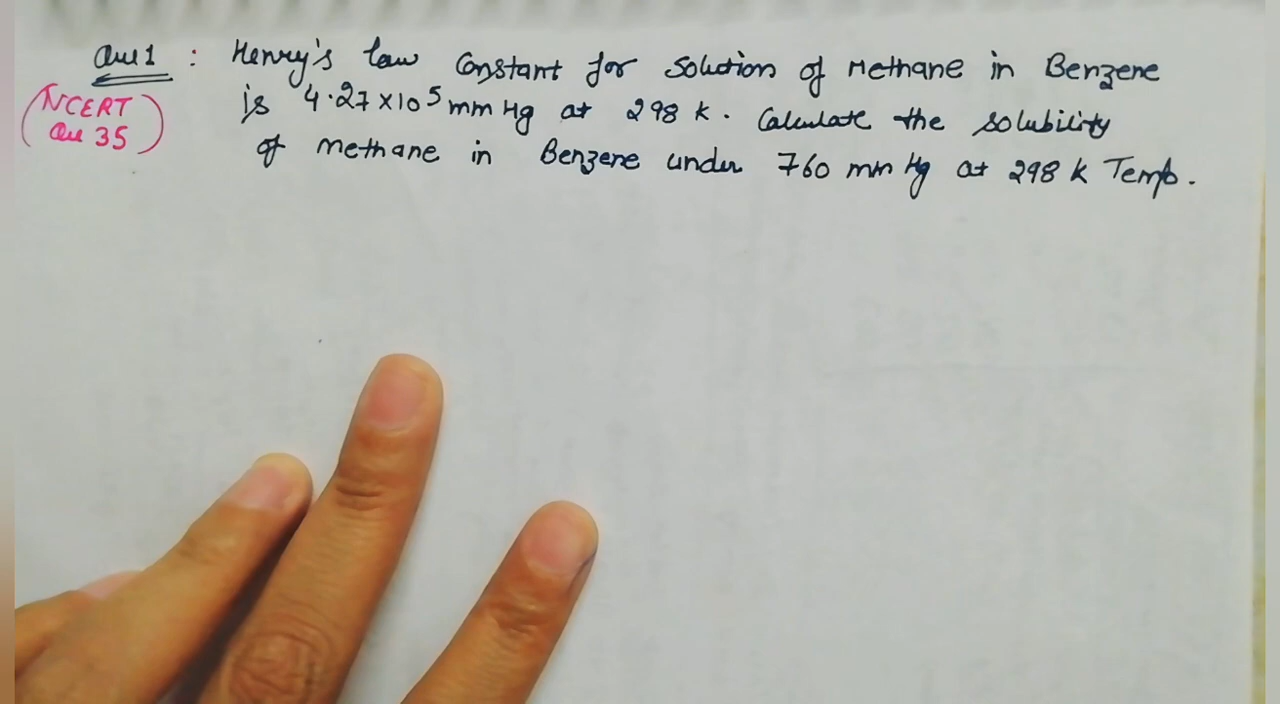 Que 1 : Henry's law Constant for solution of Methane in Benzene
(NCERT Que 35)
is 4.27×10⁵ mm Hg at 298 K. Calculate the solubility
of methane in Benzene under 760 mm Hg at 298 K Temp.